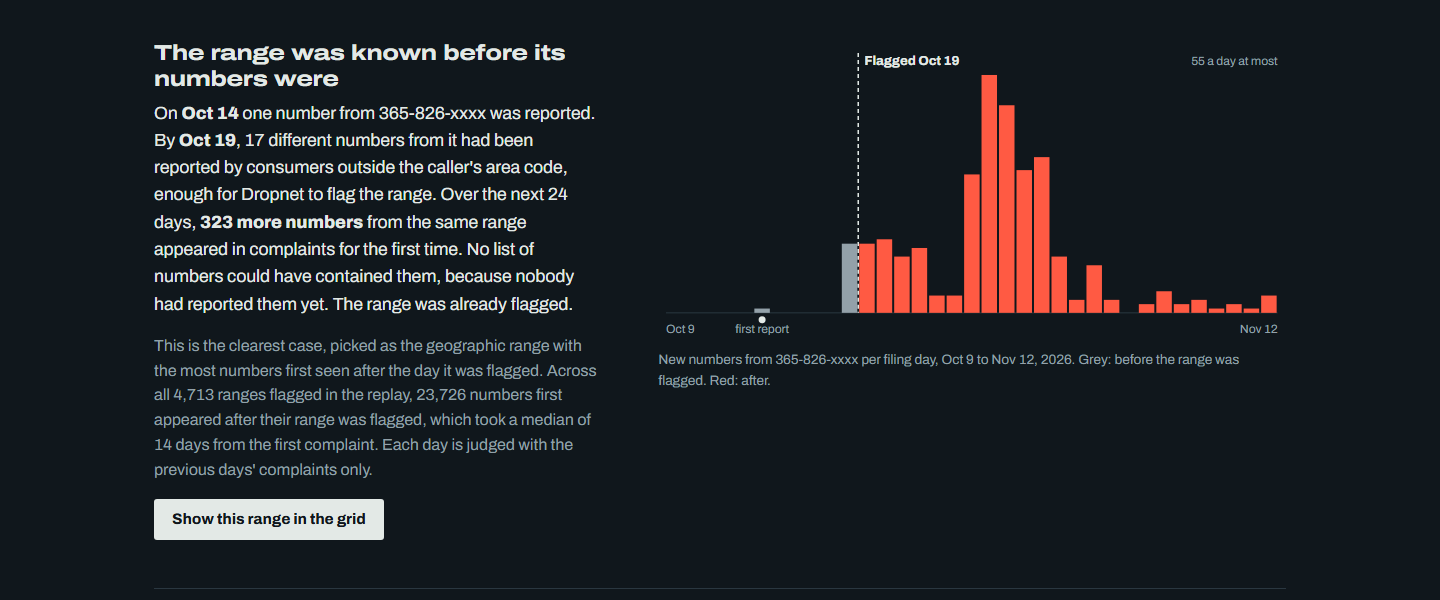 The range was known before its
numbers were
On Oct 14 one number from 365-826-xxxx was reported.
By Oct 19, 17 different numbers from it had been
reported by consumers outside the caller's area code,
enough for Dropnet to flag the range. Over the next 24
days, 323 more numbers from the same range
appeared in complaints for the first time. No list of
numbers could have contained them, because nobody
had reported them yet. The range was already flagged.
This is the clearest case, picked as the geographic range with
the most numbers first seen after the day it was flagged. Across
all 4,713 ranges flagged in the replay, 23,726 numbers first
appeared after their range was flagged, which took a median of
14 days from the first complaint. Each day is judged with the
previous days' complaints only.
Show this range in the grid
Flagged Oct 19
55 a day at most
Oct 9
first report
Nov 12
New numbers from 365-826-xxxx per filing day, Oct 9 to Nov 12, 2026. Grey: before the range was
flagged. Red: after.